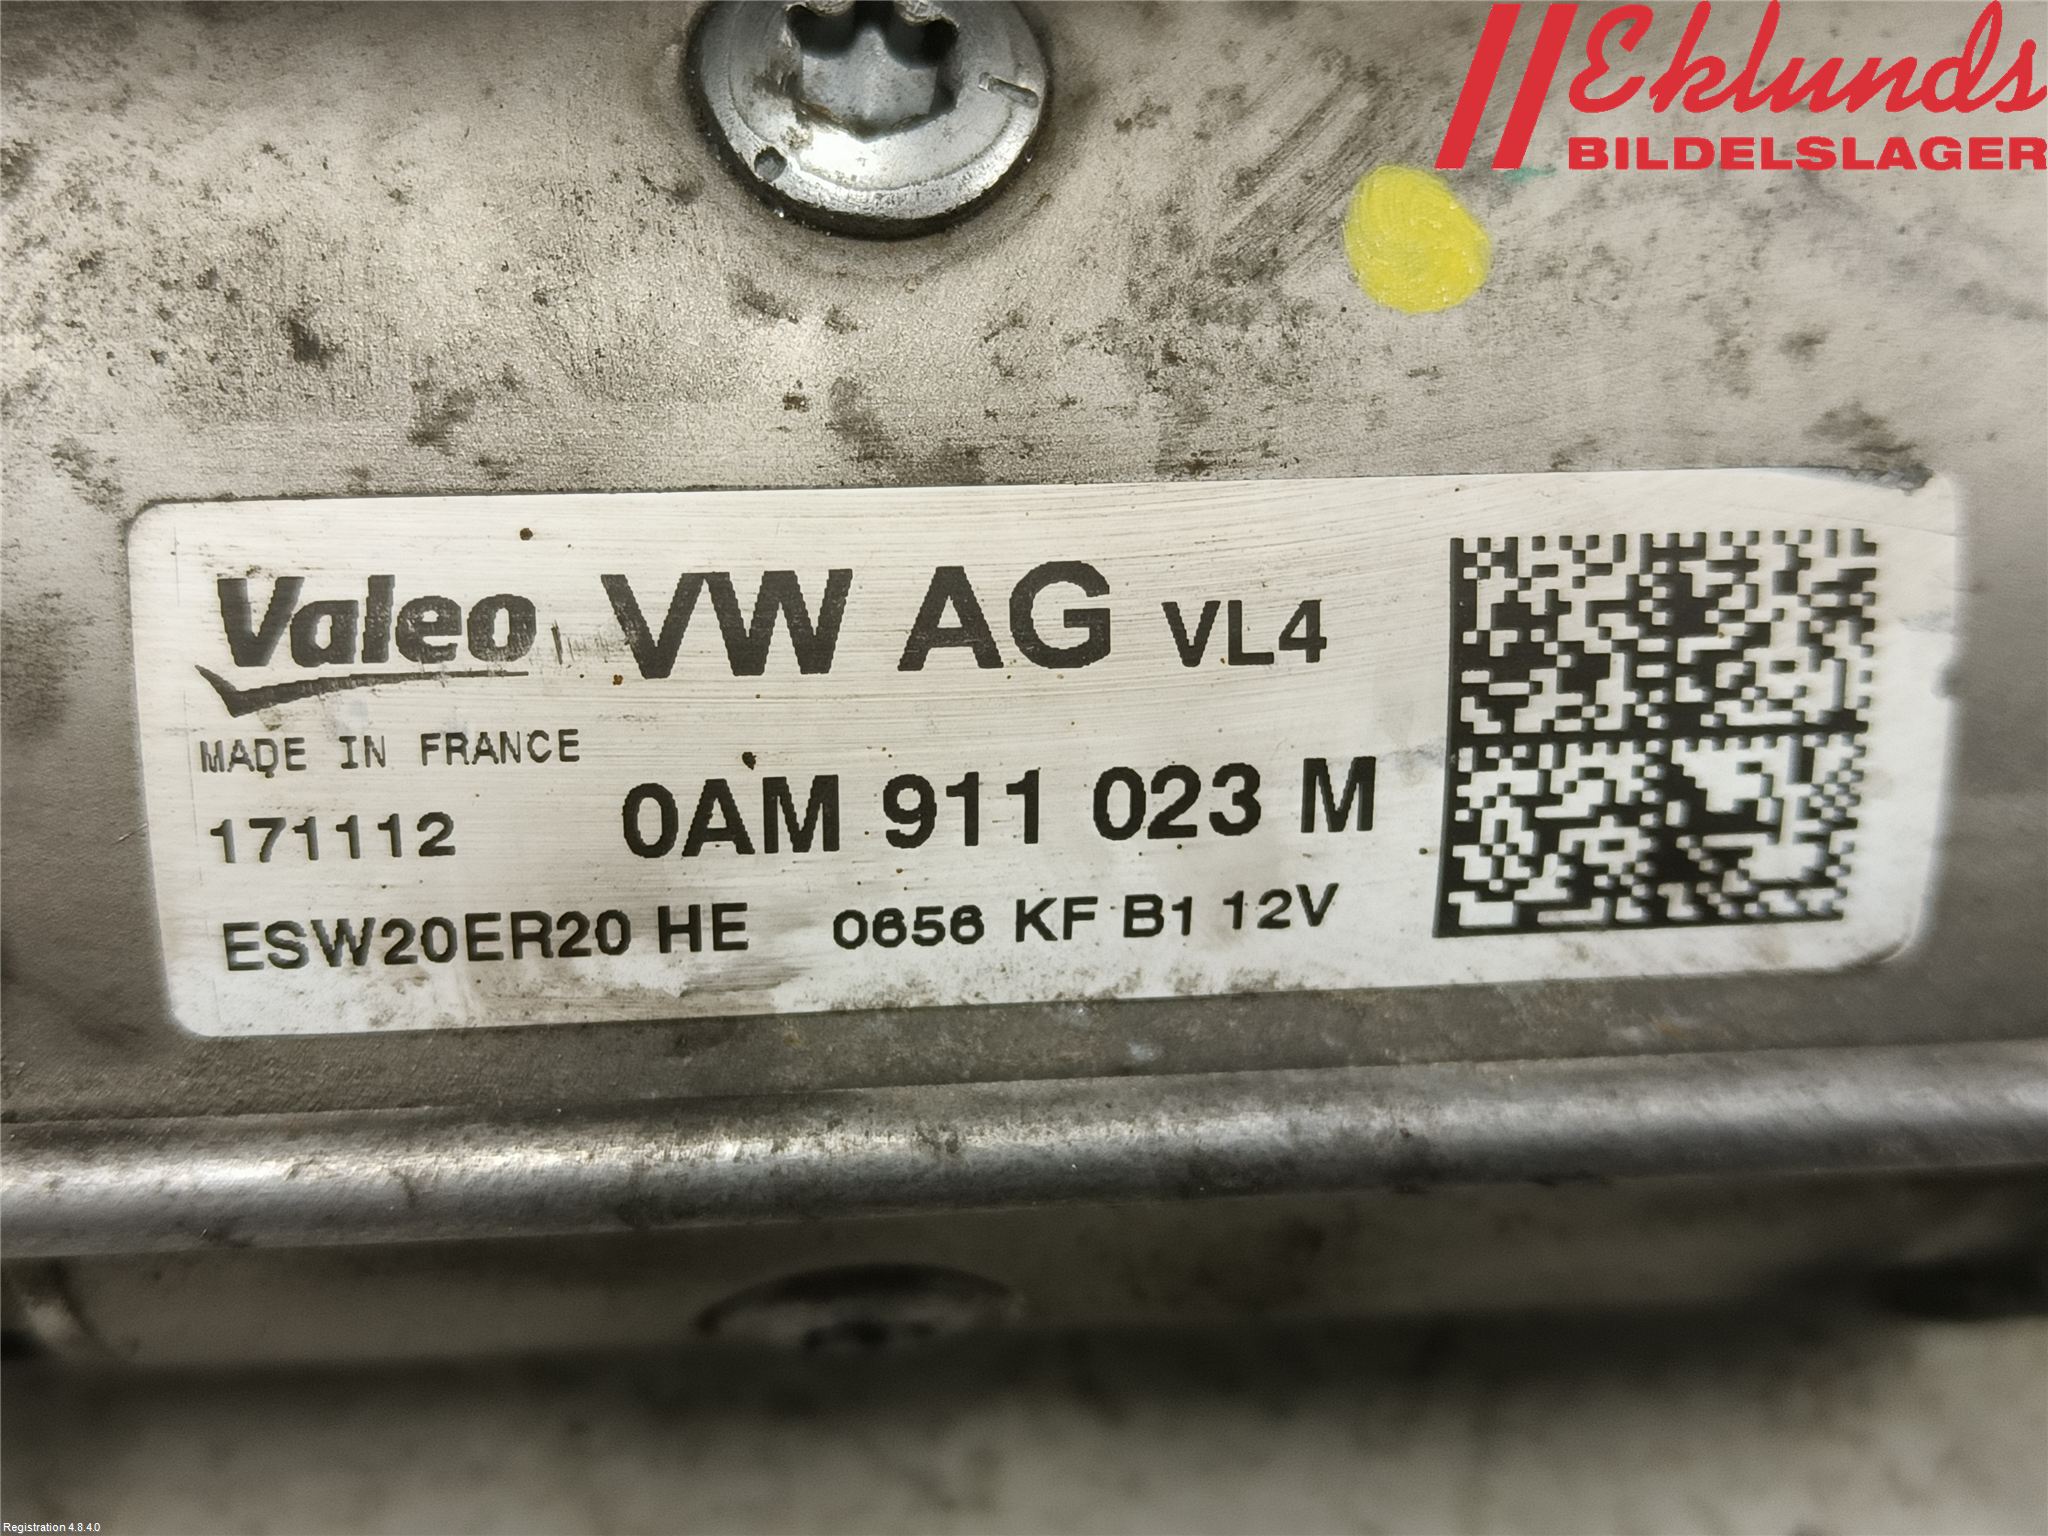 Eklunds
BILDELSLAGER
Valeo VW AG VL4
MADE IN FRANCE
171112 0AM 911 023 M
ESW20ER20 HE 0656 KF B1 12V
Registration 4.8.4.0